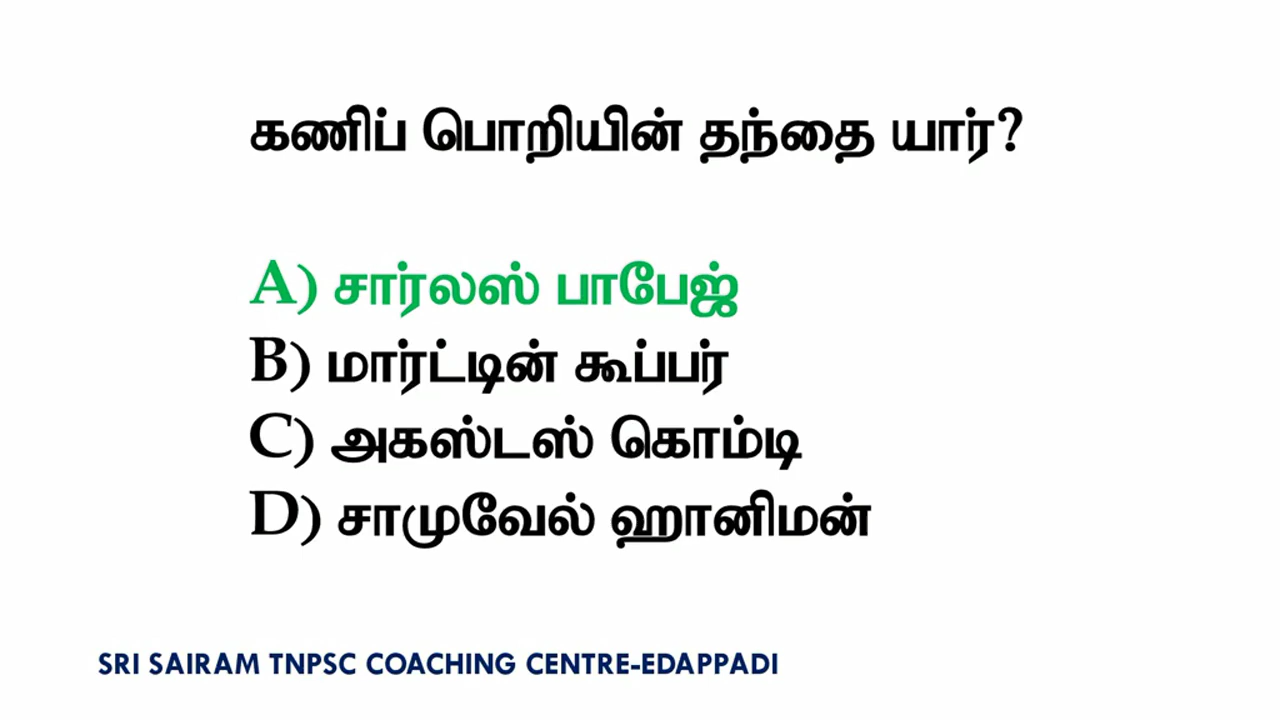 கணிப் பொறியின் தந்தை யார்?
A) சார்லஸ் பாபேஜ்
B) மார்ட்டின் கூப்பர்
C) அகஸ்டஸ் கொம்டி
D) சாமுவேல் ஹானிமன்
SRI SAIRAM TNPSC COACHING CENTRE-EDAPPADI